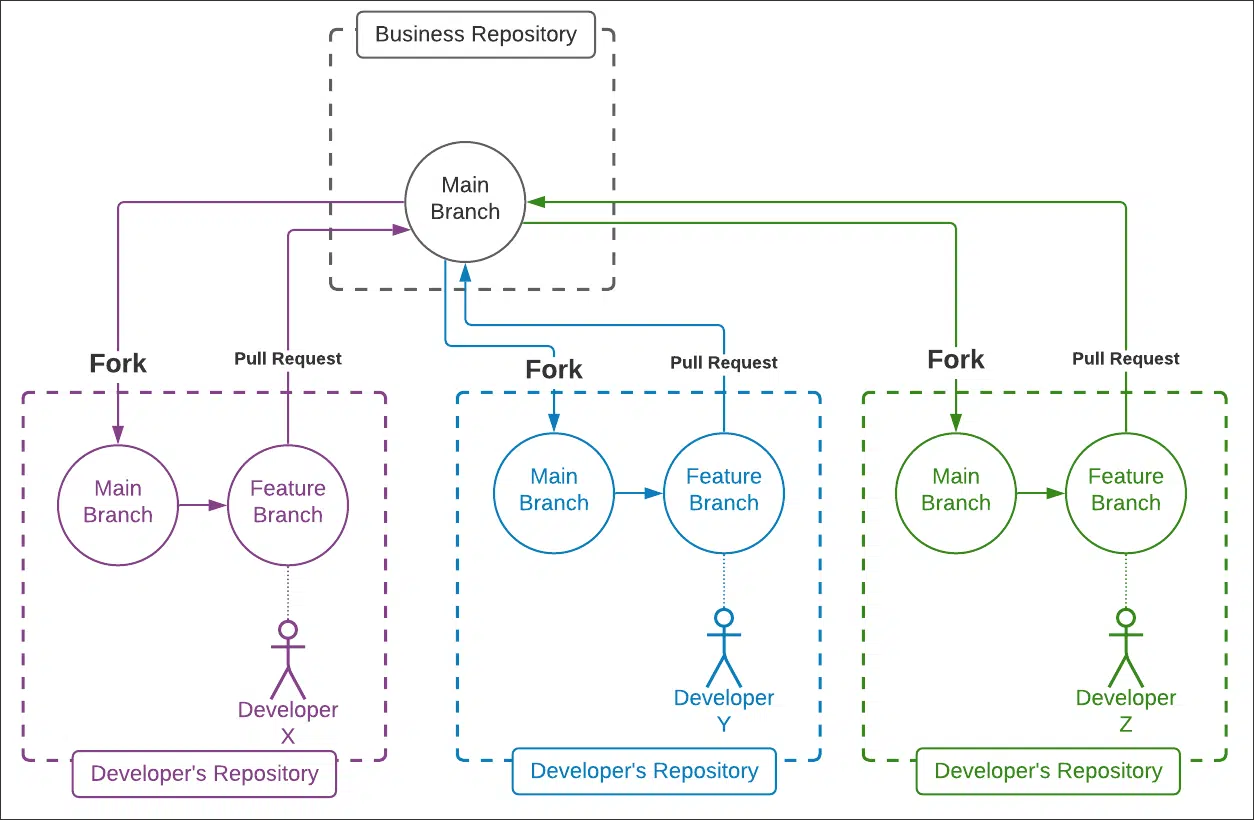 Business Repository
Main
Branch
Fork
Pull Request
Main
Branch
Feature
Branch
Developer
X
Developer's Repository
Fork
Pull Request
Main
Branch
Feature
Branch
Developer
Y
Developer's Repository
Fork
Pull Request
Main
Branch
Feature
Branch
Developer
Z
Developer's Repository